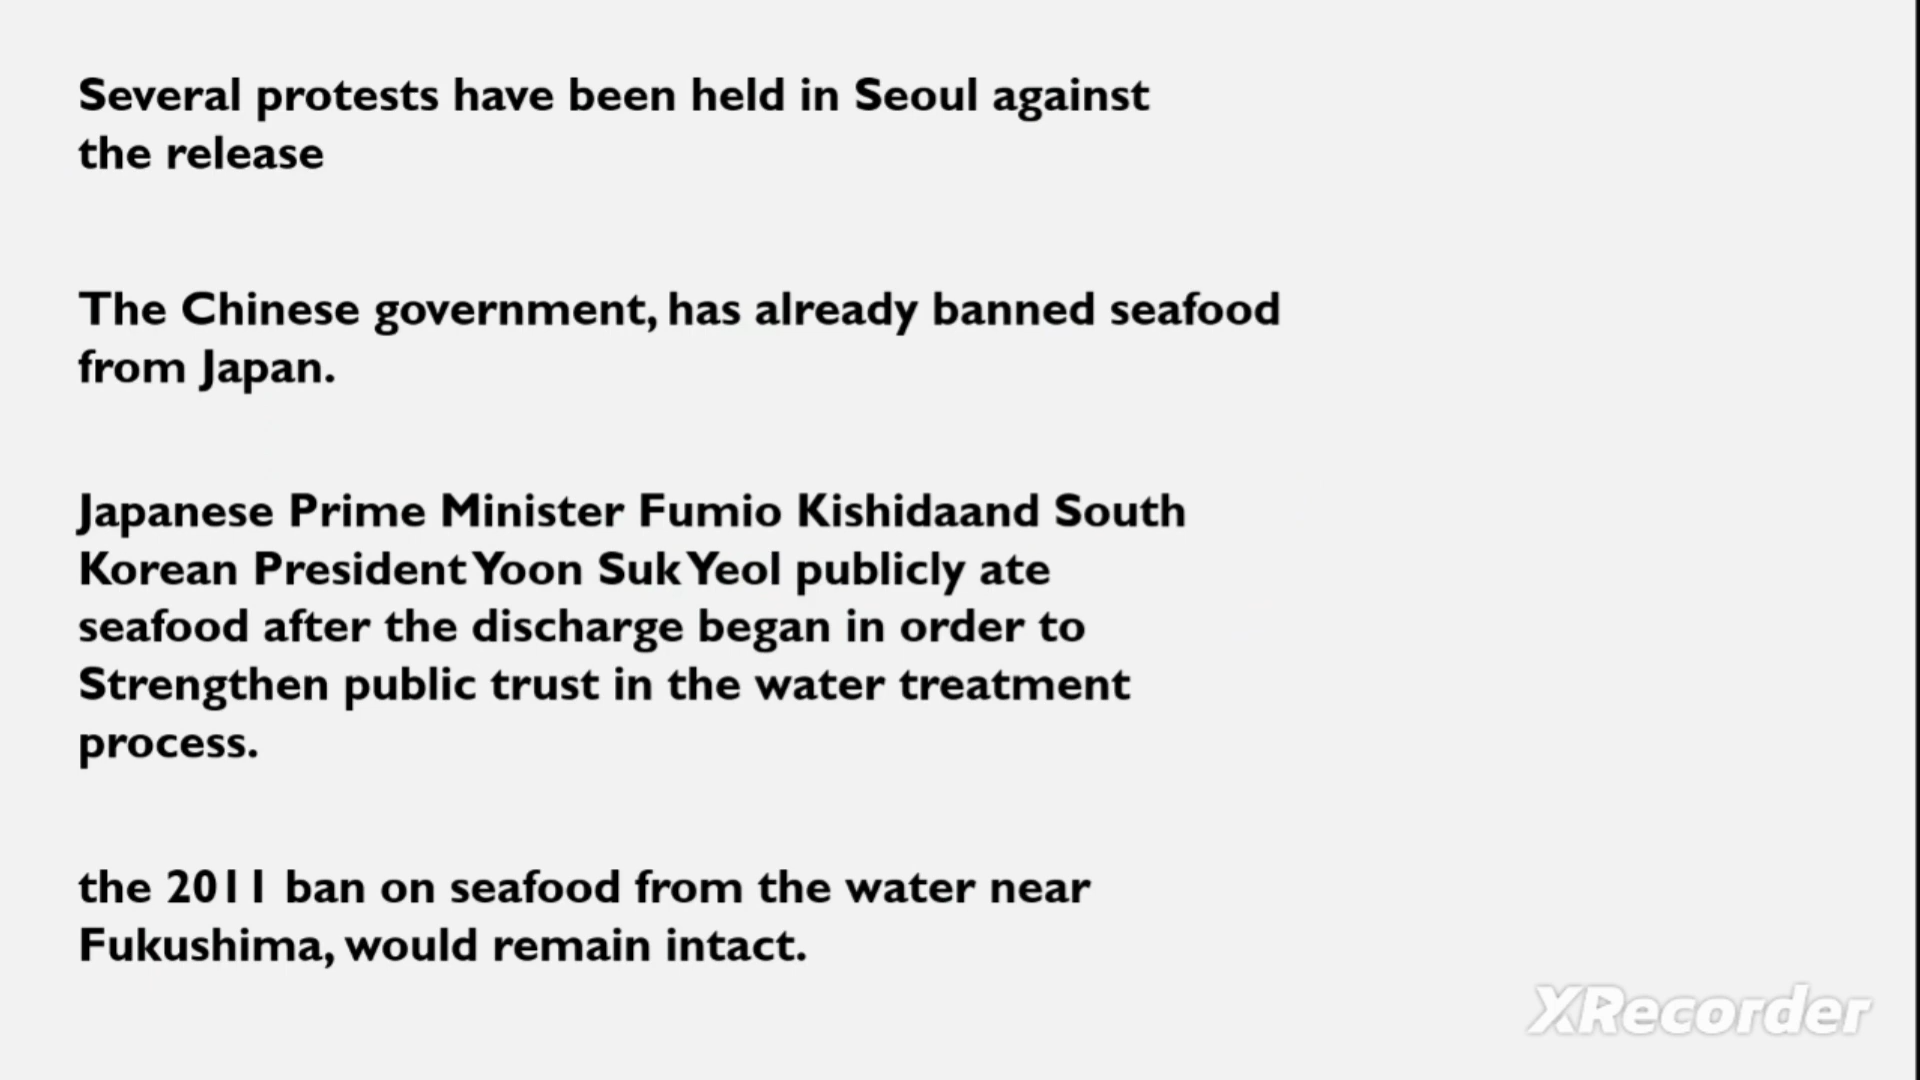 Several protests have been held in Seoul against
the release
The Chinese government, has already banned seafood
from Japan.
Japanese Prime Minister Fumio Kishidaand South
Korean President Yoon Suk Yeol publicly ate
seafood after the discharge began in order to
Strengthen public trust in the water treatment
process.
the 2011 ban on seafood from the water near
Fukushima, would remain intact.
XRecorder